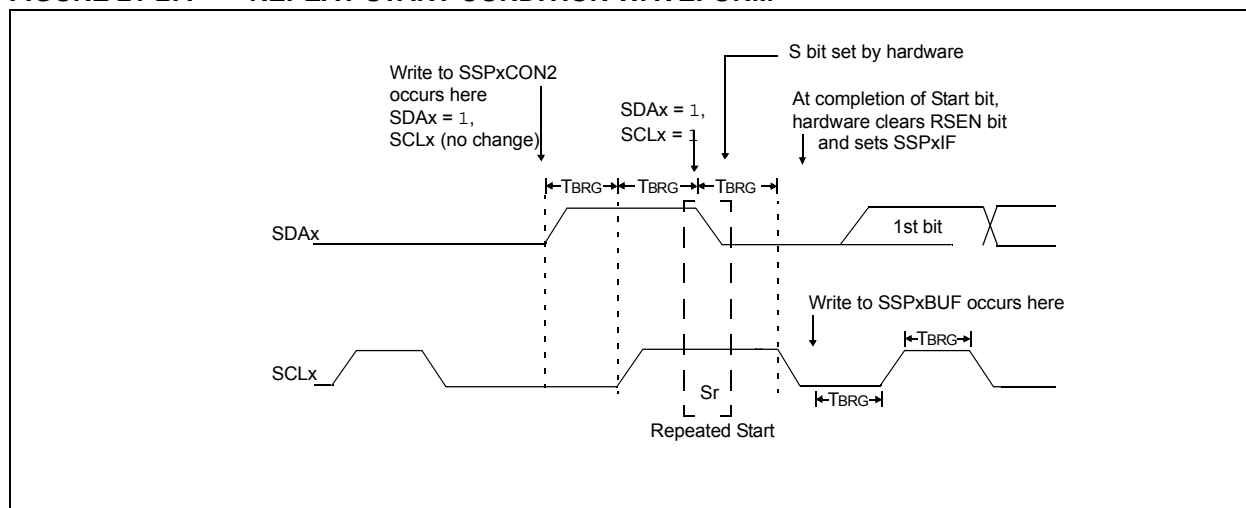 S bit set by hardware
Write to SSPxCON2
occurs here
SDAx = 1,
SCLx (no change)
SDAx = 1,
SCLx = 1
At completion of Start bit,
hardware clears RSEN bit
and sets SSPxIF
TBRG TBRG TBRG
SDAx
1st bit
Write to SSPxBUF occurs here
TBRG
SCLx
Sr
TBRG
Repeated Start